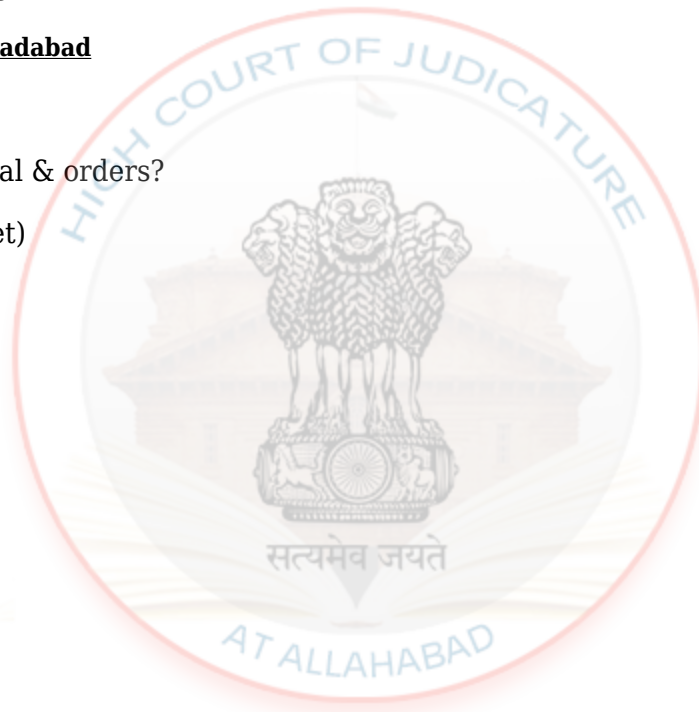 adabad
HIGH COURT OF JUDICATURE
al & orders?
et)
सत्यमेव जयते
AT ALLAHABAD